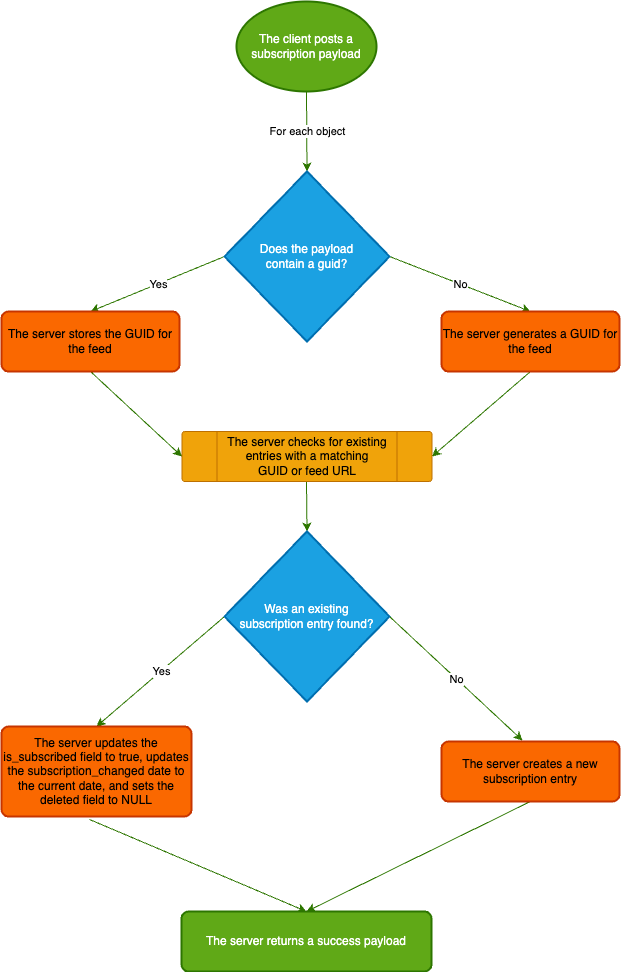 The client posts a
subscription payload
For each object
Does the payload
contain a guid?
Yes
No
The server stores the GUID for
the feed
The server generates a GUID for
the feed
The server checks for existing
entries with a matching
GUID or feed URL
Was an existing
subscription entry found?
Yes
No
The server updates the
is_subscribed field to true, updates
the subscription_changed date to
the current date, and sets the
deleted field to NULL
The server creates a new
subscription entry
The server returns a success payload